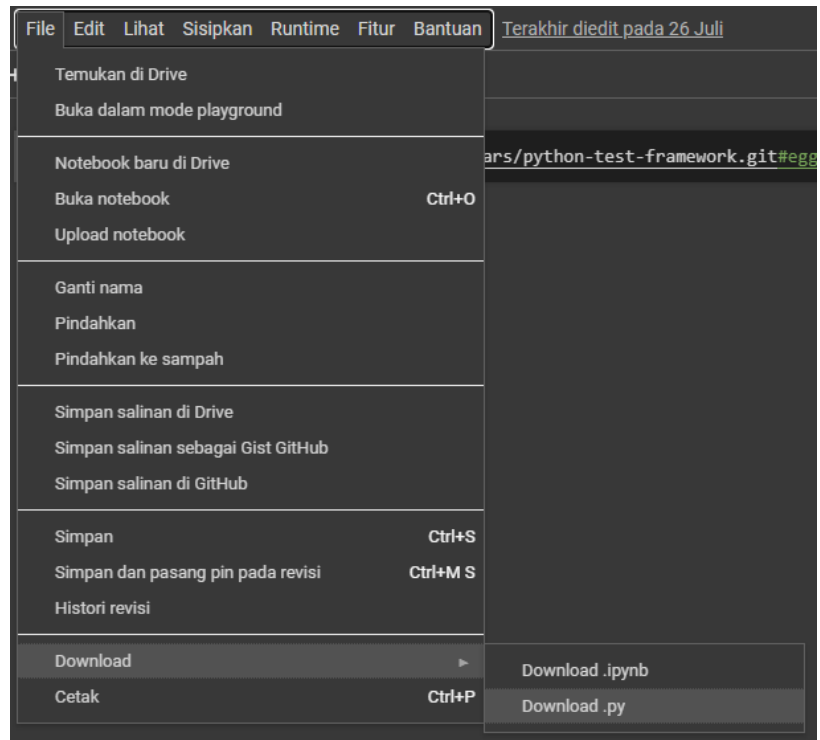 File Edit Lihat Sisipkan Runtime Fitur Bantuan Terakhir diedit pada 26 Juli
Temukan di Drive
Buka dalam mode playground
ars/python-test-framework.git#egg
Notebook baru di Drive
Buka notebook Ctrl+O
Upload notebook
Ganti nama
Pindahkan
Pindahkan ke sampah
Simpan salinan di Drive
Simpan salinan sebagai Gist GitHub
Simpan salinan di GitHub
Simpan Ctrl+S
Simpan dan pasang pin pada revisi Ctrl+M S
Histori revisi
Download ►
Download .ipynb
Cetak Ctrl+P
Download .py